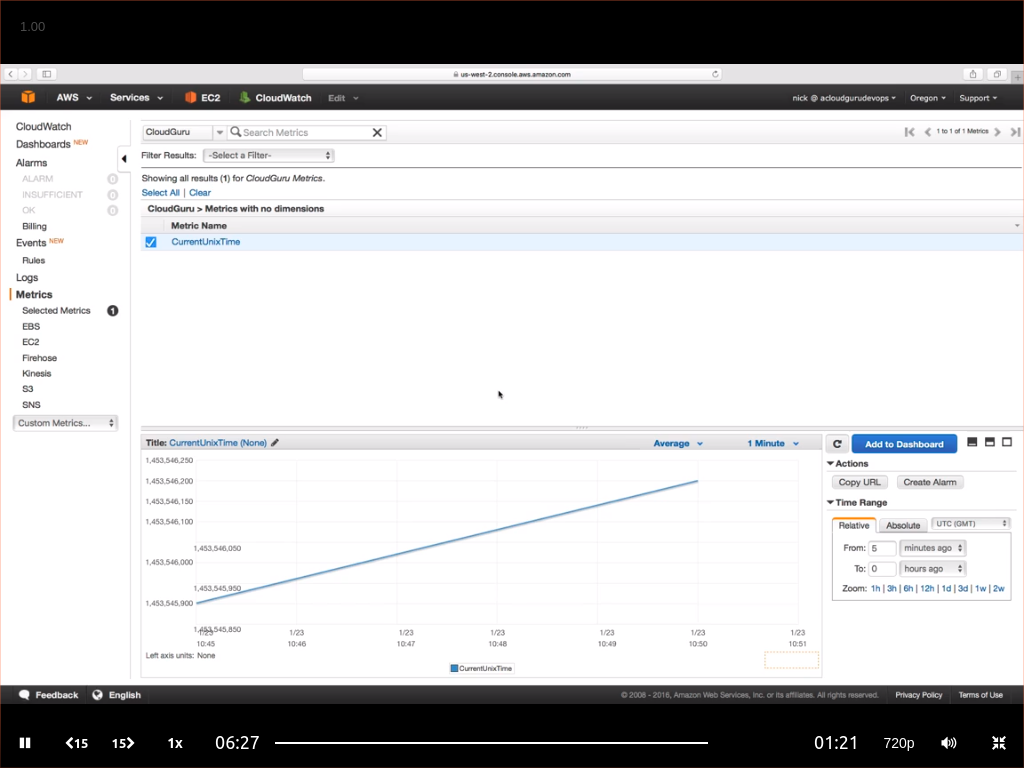 1.00
us-west-2.console.aws.amazon.com
AWS Services EC2 CloudWatch Edit nick @ acloudgurudevops Oregon Support
CloudWatch
Dashboards NEW
Alarms
ALARM 0
INSUFFICIENT 0
OK 0
Billing
Events NEW
Rules
Logs
Metrics
Selected Metrics 1
EBS
EC2
Firehose
Kinesis
S3
SNS
Custom Metrics...
CloudGuru Search Metrics X 1 to 1 of 1 Metrics
Filter Results: -Select a Filter-
Showing all results (1) for CloudGuru Metrics.
Select All | Clear
CloudGuru > Metrics with no dimensions
Metric Name
CurrentUnixTime
Title: CurrentUnixTime (None) Average 1 Minute
1,453,546,250
1,453,546,200
1,453,546,150
1,453,546,100
1,453,546,050
1,453,546,000
1,453,545,950
1,453,545,900
1,453,545,850
1/23 1/23 1/23 1/23 1/23 1/23 1/23
10:45 10:46 10:47 10:48 10:49 10:50 10:51
Left axis units: None
CurrentUnixTime
Add to Dashboard
Actions
Copy URL Create Alarm
Time Range
Relative Absolute UTC (GMT)
From: 5 minutes ago
To: 0 hours ago
Zoom: 1h | 3h | 6h | 12h | 1d | 3d | 1w | 2w
Feedback English © 2008 - 2016, Amazon Web Services, Inc. or its affiliates. All rights reserved. Privacy Policy Terms of Use
15 15 1x 06:27 01:21 720p